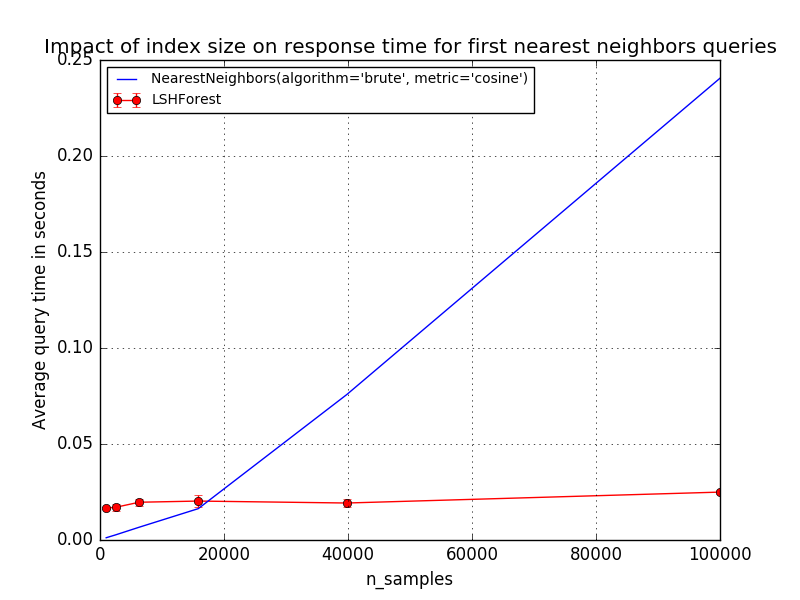 Impact of index size on response time for first nearest neighbors queries
0.25
NearestNeighbors(algorithm='brute', metric='cosine')
LSHForest
0.20
0.15
0.10
0.05
0.00
Average query time in seconds
0 20000 40000 60000 80000 100000
n_samples